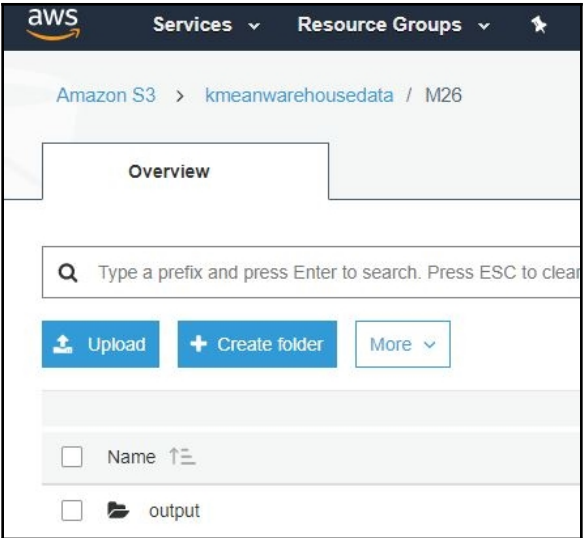 aws Services Resource Groups
Amazon S3 > kmeanwarehousedata / M26
Overview
Type a prefix and press Enter to search. Press ESC to clear
Upload + Create folder More
Name
output